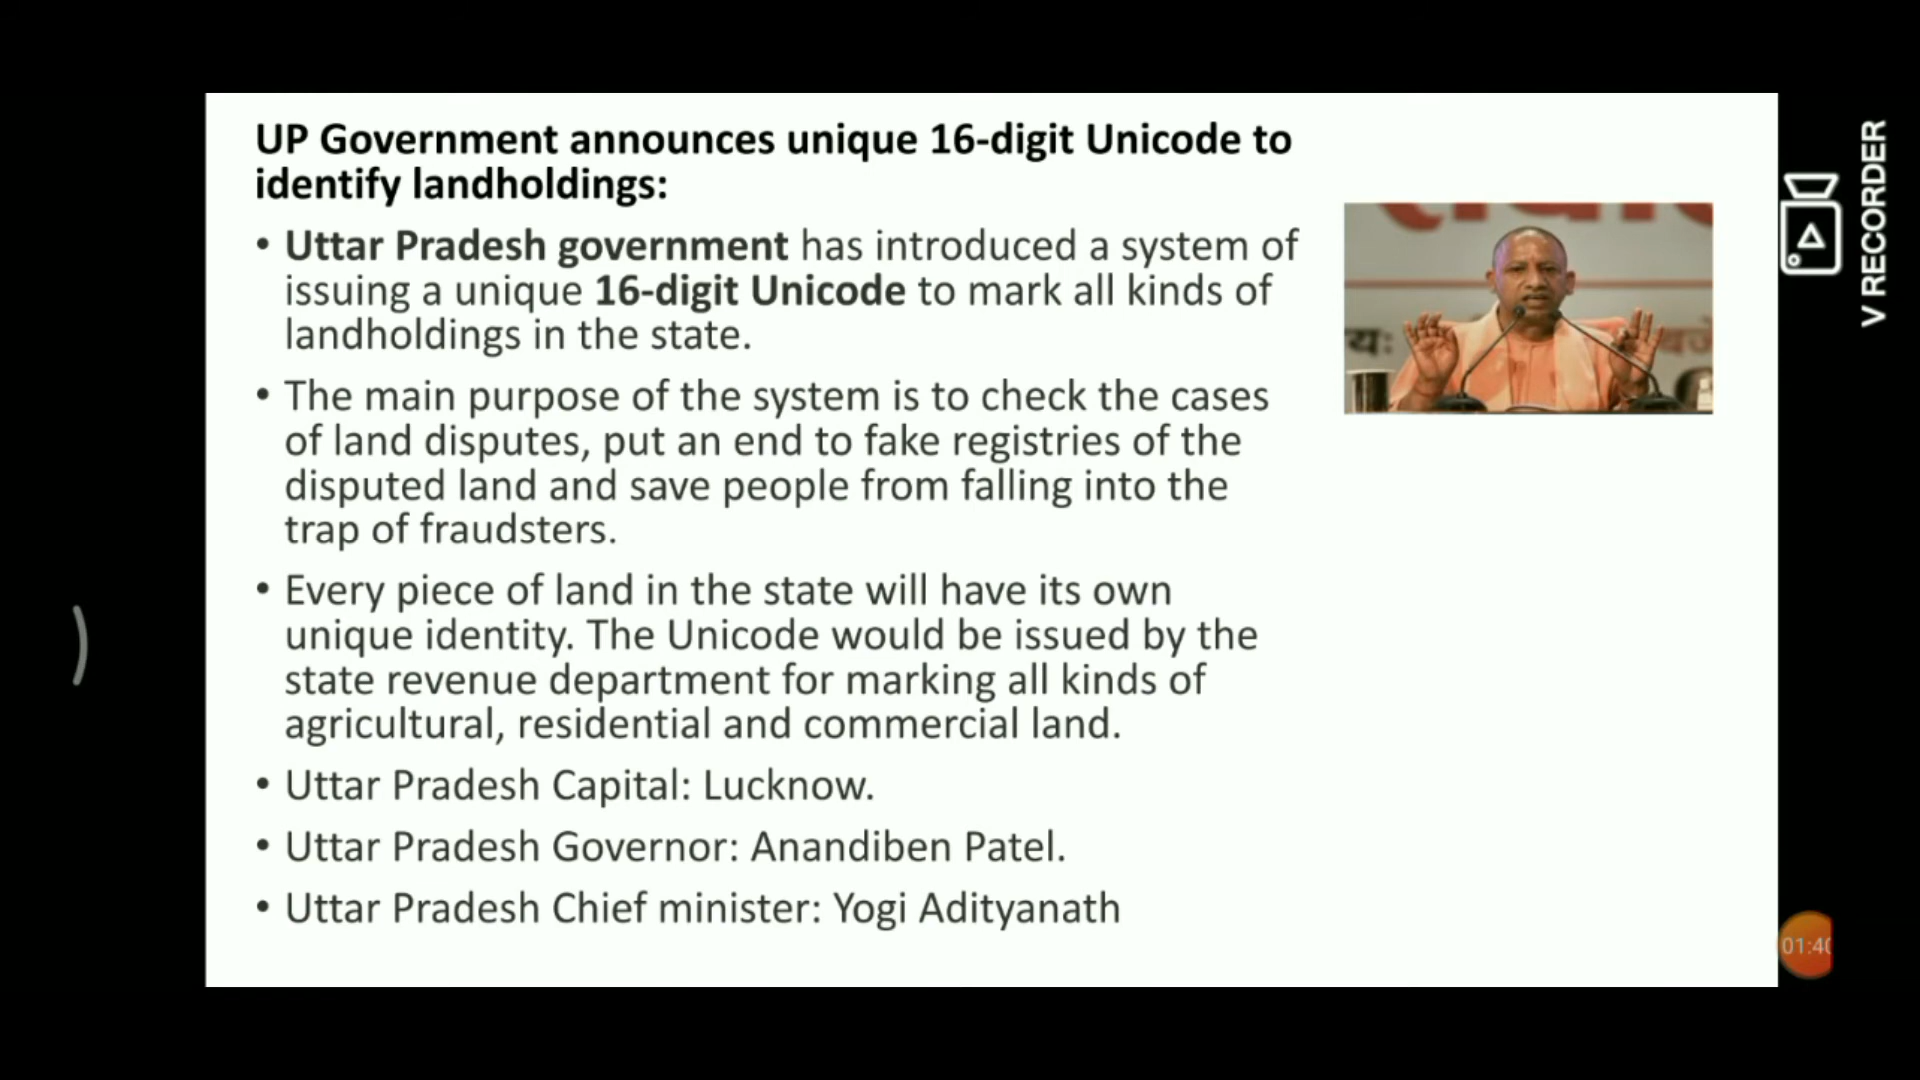 UP Government announces unique 16-digit Unicode to
identify landholdings:
• Uttar Pradesh government has introduced a system of
issuing a unique 16-digit Unicode to mark all kinds of
landholdings in the state.
• The main purpose of the system is to check the cases
of land disputes, put an end to fake registries of the
disputed land and save people from falling into the
trap of fraudsters.
• Every piece of land in the state will have its own
unique identity. The Unicode would be issued by the
state revenue department for marking all kinds of
agricultural, residential and commercial land.
• Uttar Pradesh Capital: Lucknow.
• Uttar Pradesh Governor: Anandiben Patel.
• Uttar Pradesh Chief minister: Yogi Adityanath
V RECORDER
01:40